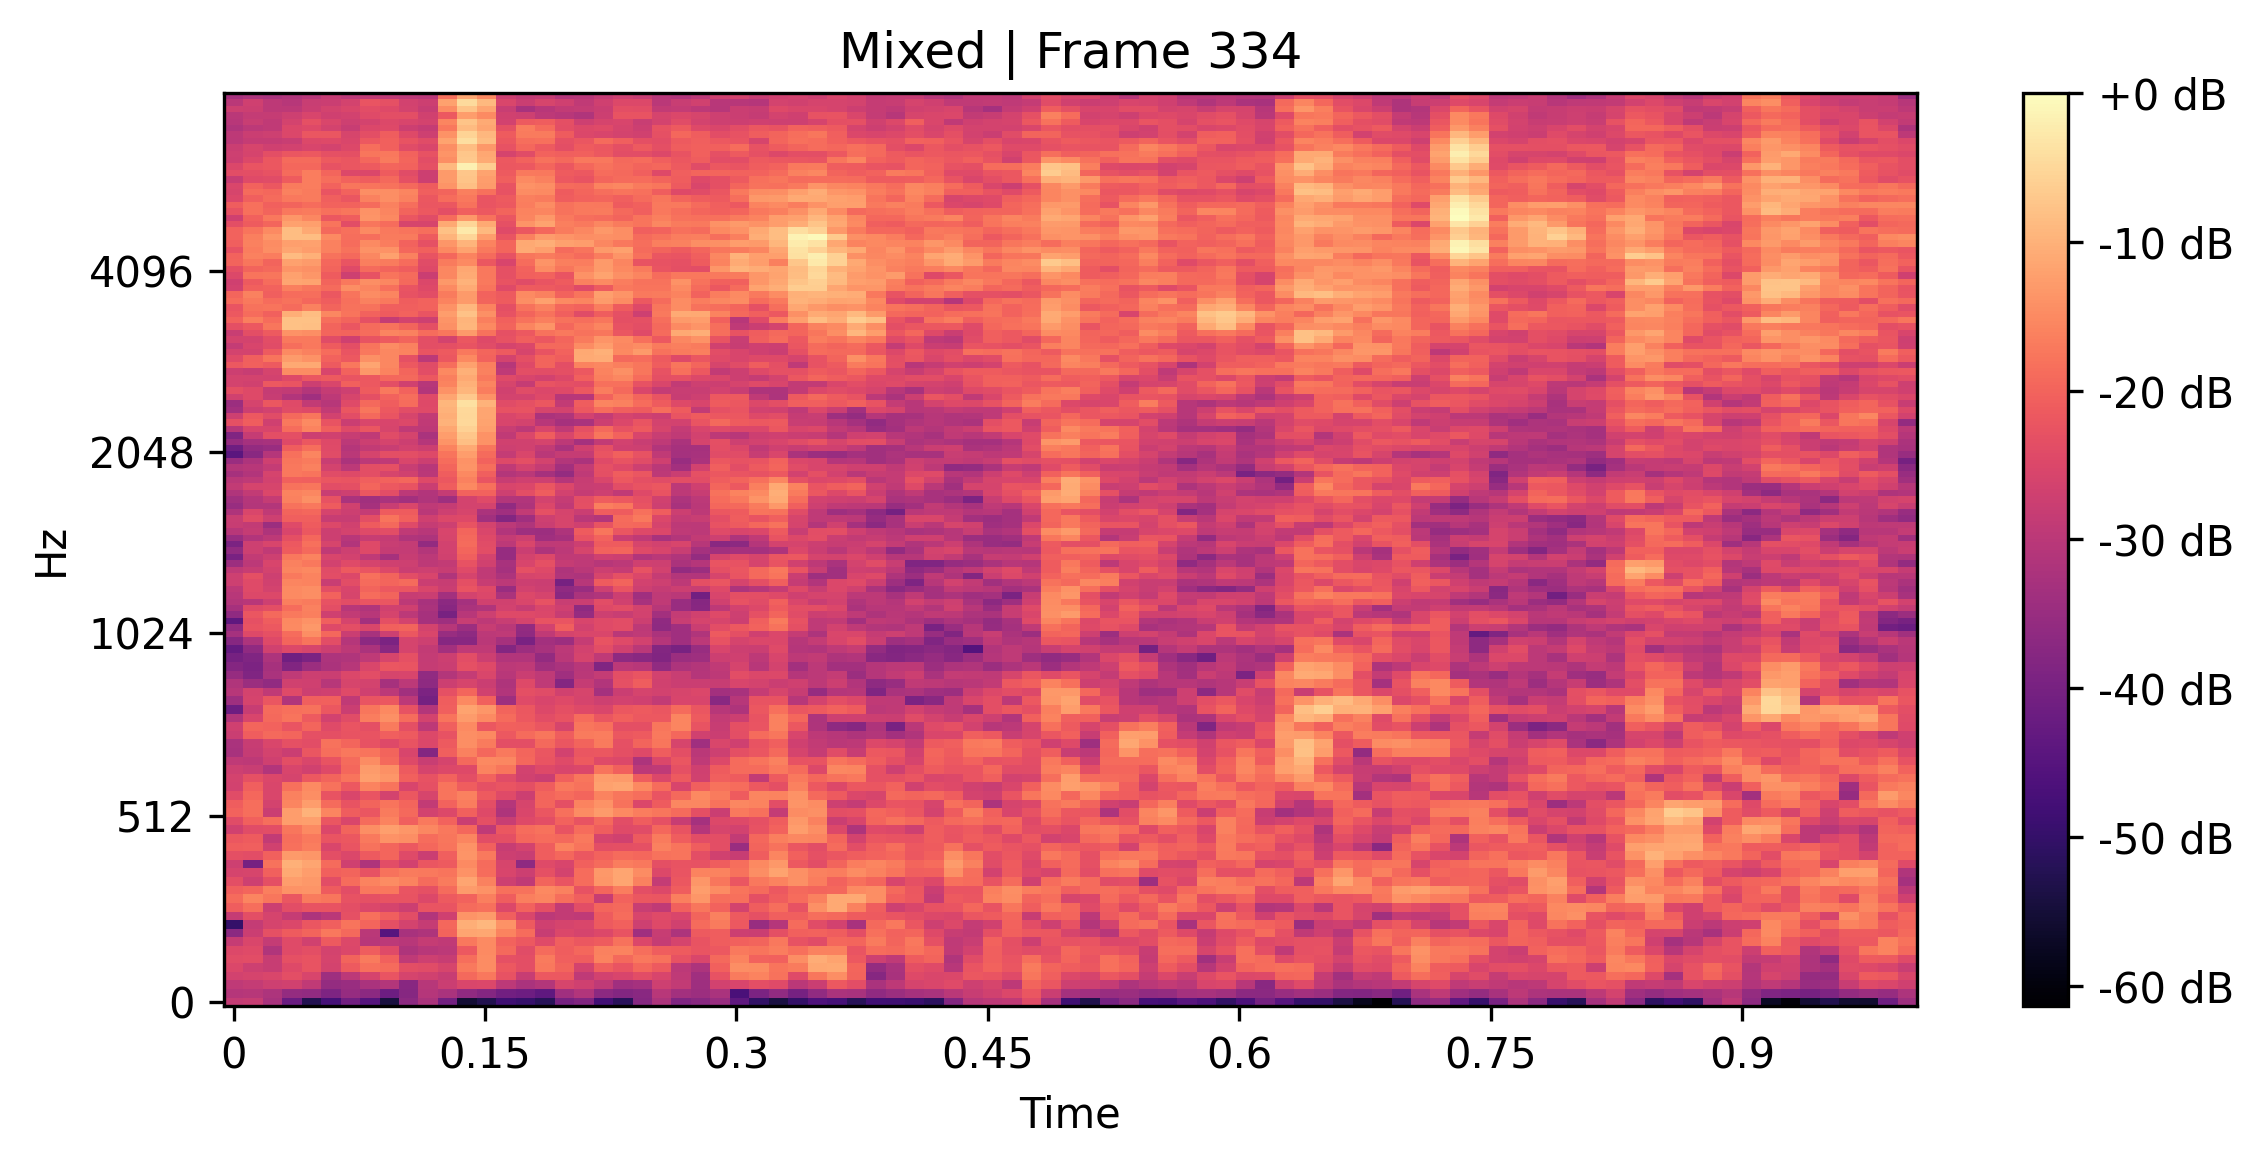 Mixed | Frame 334
+0 dB
-10 dB
-20 dB
-30 dB
-40 dB
-50 dB
-60 dB
4096
2048
1024
512
0
Hz
0 0.15 0.3 0.45 0.6 0.75 0.9
Time